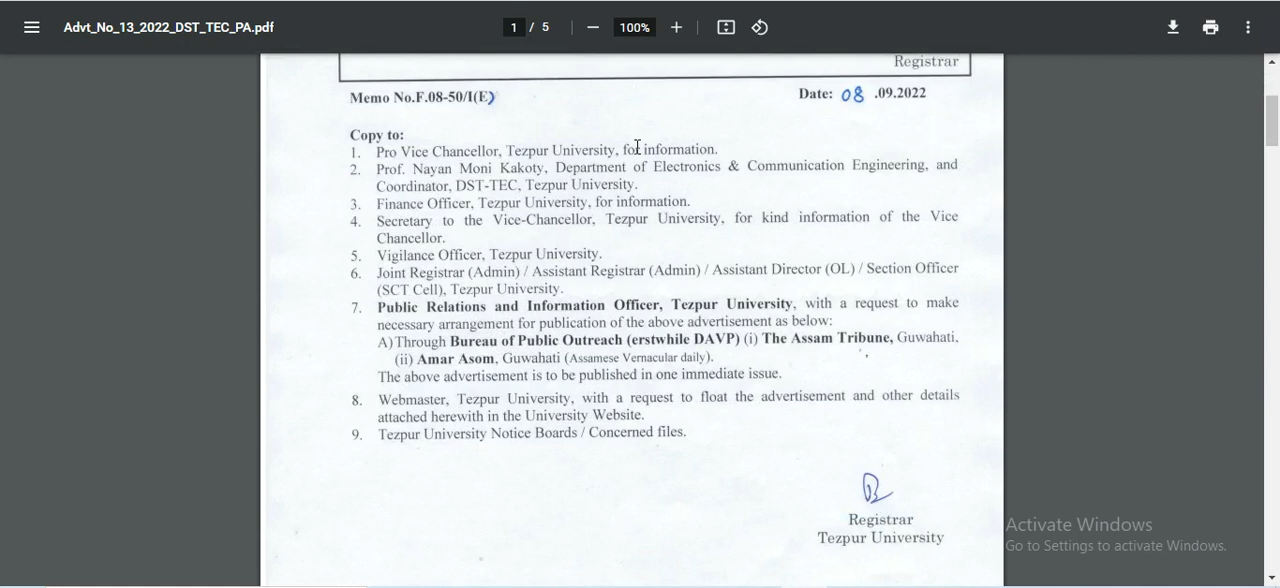 Advt_No_13_2022_DST_TEC_PA.pdf
1 / 5
100%
Registrar
Memo No.F.08-50/I(E)
Date: 08 .09.2022
Copy to:
1. Pro Vice Chancellor, Tezpur University, for information.
2. Prof. Nayan Moni Kakoty, Department of Electronics & Communication Engineering, and
Coordinator, DST-TEC, Tezpur University.
3. Finance Officer, Tezpur University, for information.
4. Secretary to the Vice-Chancellor, Tezpur University, for kind information of the Vice
Chancellor.
5. Vigilance Officer, Tezpur University.
6. Joint Registrar (Admin) / Assistant Registrar (Admin) / Assistant Director (OL) / Section Officer
(SCT Cell), Tezpur University.
7. Public Relations and Information Officer, Tezpur University, with a request to make
necessary arrangement for publication of the above advertisement as below:
A) Through Bureau of Public Outreach (erstwhile DAVP) (i) The Assam Tribune, Guwahati,
(ii) Amar Asom, Guwahati (Assamese Vernacular daily).
The above advertisement is to be published in one immediate issue.
8. Webmaster, Tezpur University, with a request to float the advertisement and other details
attached herewith in the University Website.
9. Tezpur University Notice Boards / Concerned files.
Registrar
Tezpur University
Activate Windows
Go to Settings to activate Windows.